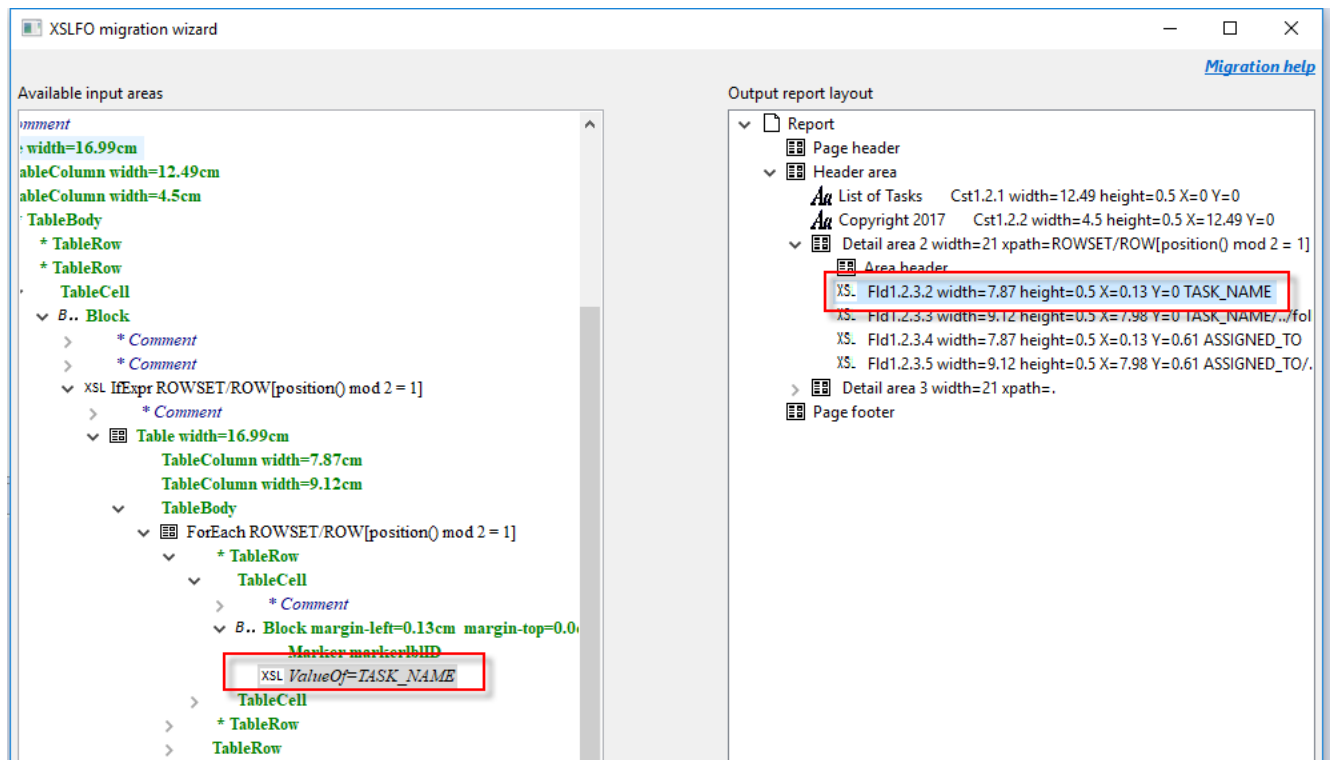 XSLFO migration wizard
Migration help
Available input areas
mment
width=16.99cm
ableColumn width=12.49cm
ableColumn width=4.5cm
TableBody
* TableRow
* TableRow
TableCell
B.. Block
* Comment
* Comment
XSL IfExpr ROWSET/ROW[position() mod 2 = 1]
* Comment
Table width=16.99cm
TableColumn width=7.87cm
TableColumn width=9.12cm
TableBody
ForEach ROWSET/ROW[position() mod 2 = 1]
* TableRow
TableCell
* Comment
B.. Block margin-left=0.13cm margin-top=0.0
Marker markerlblID
XSL ValueOf=TASK_NAME
TableCell
* TableRow
TableRow
Output report layout
Report
Page header
Header area
Aa List of Tasks Cst1.2.1 width=12.49 height=0.5 X=0 Y=0
Aa Copyright 2017 Cst1.2.2 width=4.5 height=0.5 X=12.49 Y=0
Detail area 2 width=21 xpath=ROWSET/ROW[position() mod 2 = 1]
Area header
XS. Fld1.2.3.2 width=7.87 height=0.5 X=0.13 Y=0 TASK_NAME
XS. Fld1.2.3.3 width=9.12 height=0.5 X=7.98 Y=0 TASK_NAME/../fol
XS. Fld1.2.3.4 width=7.87 height=0.5 X=0.13 Y=0.61 ASSIGNED_TO
XS. Fld1.2.3.5 width=9.12 height=0.5 X=7.98 Y=0.61 ASSIGNED_TO/.
Detail area 3 width=21 xpath=.
Page footer